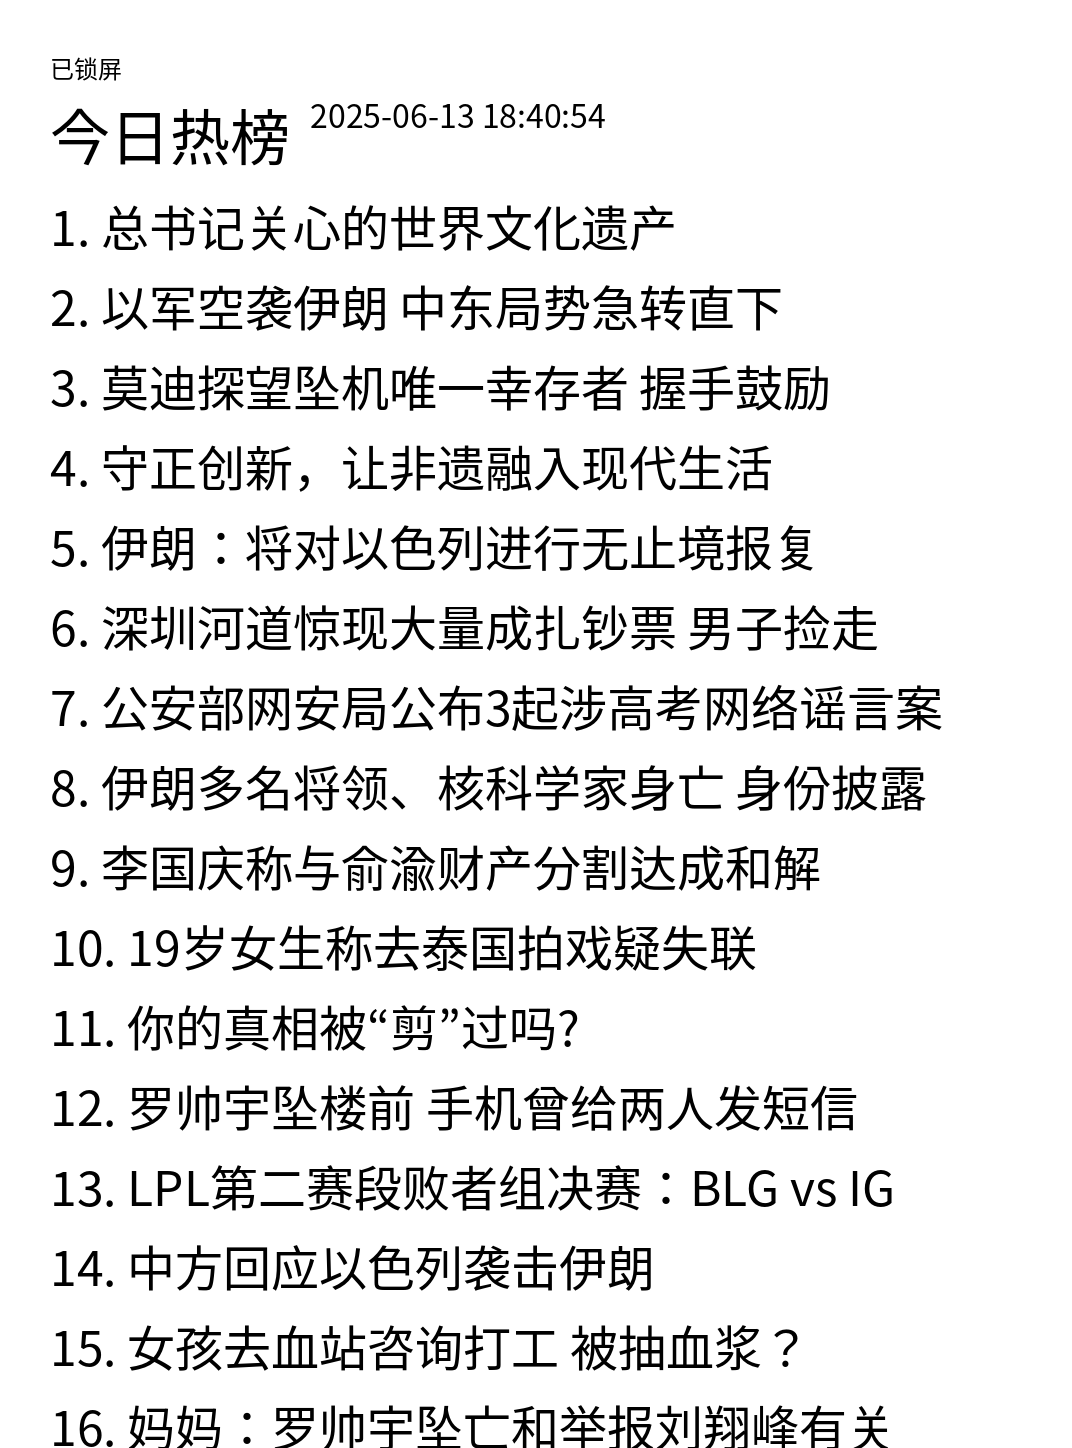 已锁屏
今日热榜 2025-06-13 18:40:54
1. 总书记关心的世界文化遗产
2. 以军空袭伊朗 中东局势急转直下
3. 莫迪探望坠机唯一幸存者 握手鼓励
4. 守正创新，让非遗融入现代生活
5. 伊朗：将对以色列进行无止境报复
6. 深圳河道惊现大量成扎钞票 男子捡走
7. 公安部网安局公布3起涉高考网络谣言案
8. 伊朗多名将领、核科学家身亡 身份披露
9. 李国庆称与俞渝财产分割达成和解
10. 19岁女生称去泰国拍戏疑失联
11. 你的真相被“剪”过吗?
12. 罗帅宇坠楼前 手机曾给两人发短信
13. LPL第二赛段败者组决赛：BLG vs IG
14. 中方回应以色列袭击伊朗
15. 女孩去血站咨询打工 被抽血浆？
16. 妈妈：罗帅宇坠亡和举报刘翔峰有关